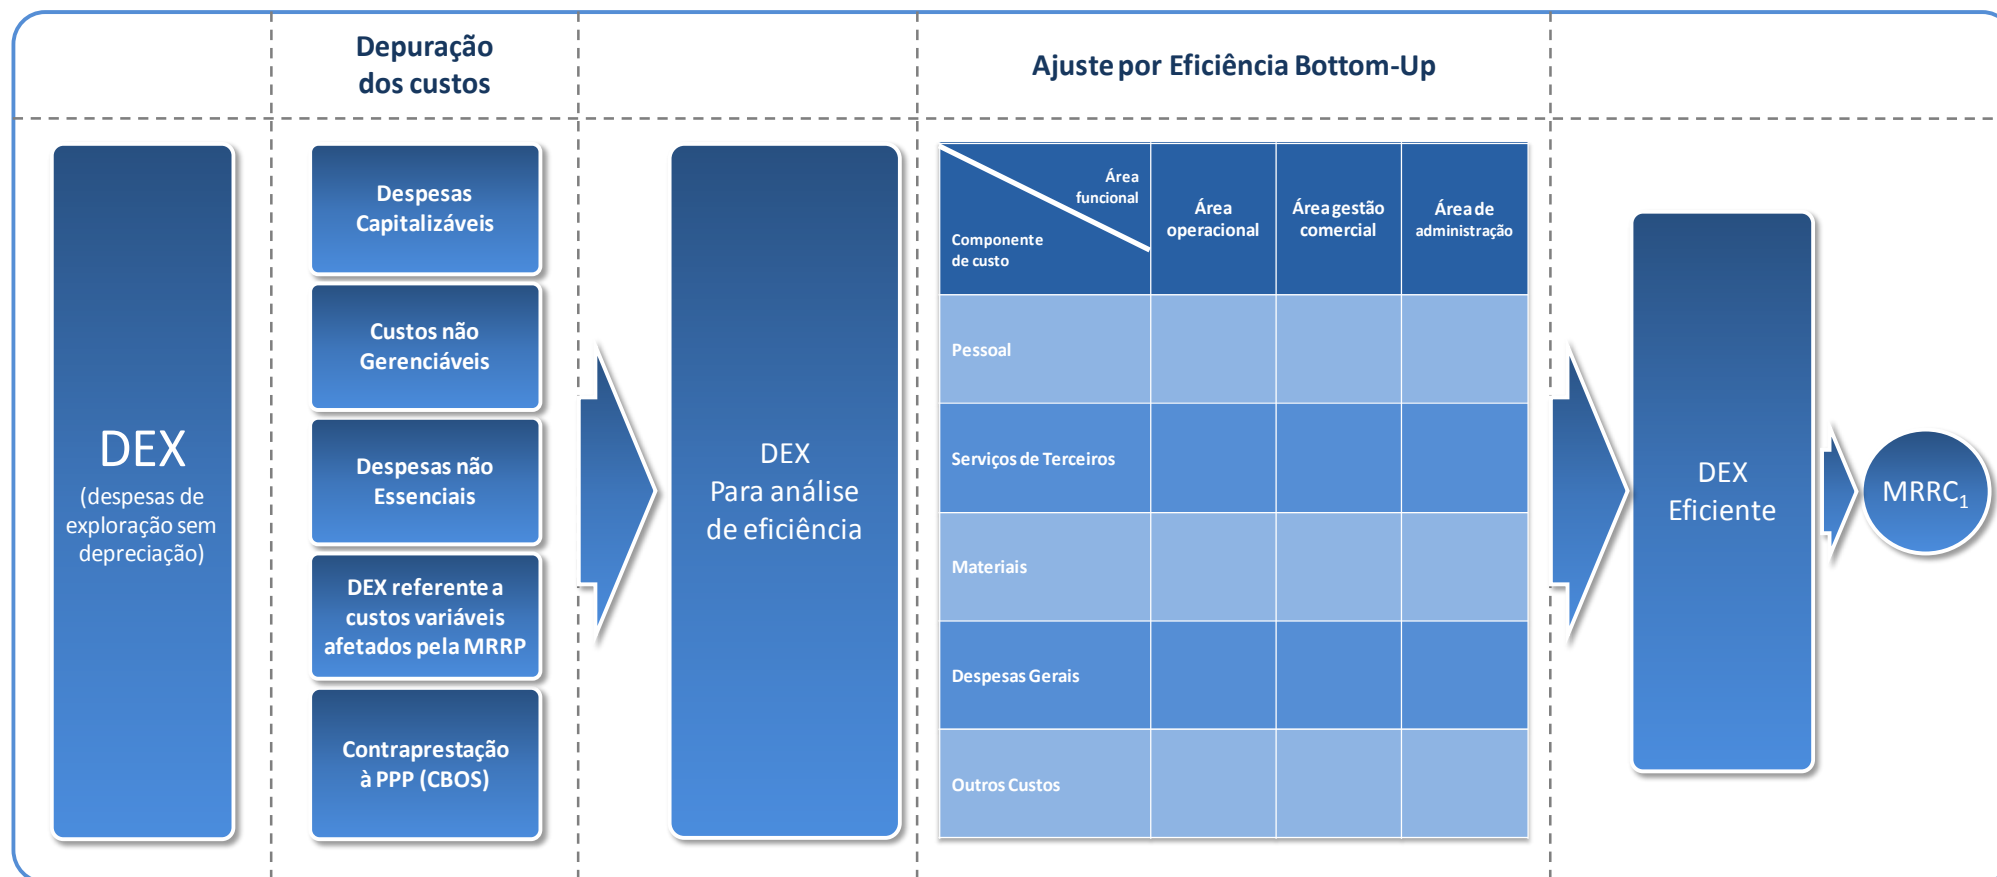 Depuração
dos custos
Ajuste por Eficiência Bottom-Up
DEX
(despesas de
exploração sem
depreciação)
Despesas
Capitalizáveis
Custos não
Gerenciáveis
Despesas não
Essenciais
DEX referente a
custos variáveis
afetados pela MRRP
Contraprestação
à PPP (CBOS)
DEX
Para análise
de eficiência
Área
funcional
Componente
de custo
Área
operacional
Área gestão
comercial
Área de
administração
Pessoal
Serviços de Terceiros
Materiais
Despesas Gerais
Outros Custos
DEX
Eficiente
MRRC₁